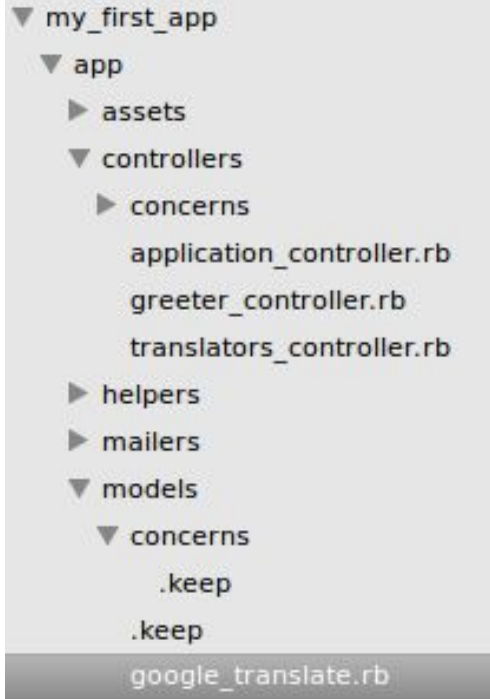 my_first_app
app
assets
controllers
concerns
application_controller.rb
greeter_controller.rb
translators_controller.rb
helpers
mailers
models
concerns
.keep
.keep
google_translate.rb